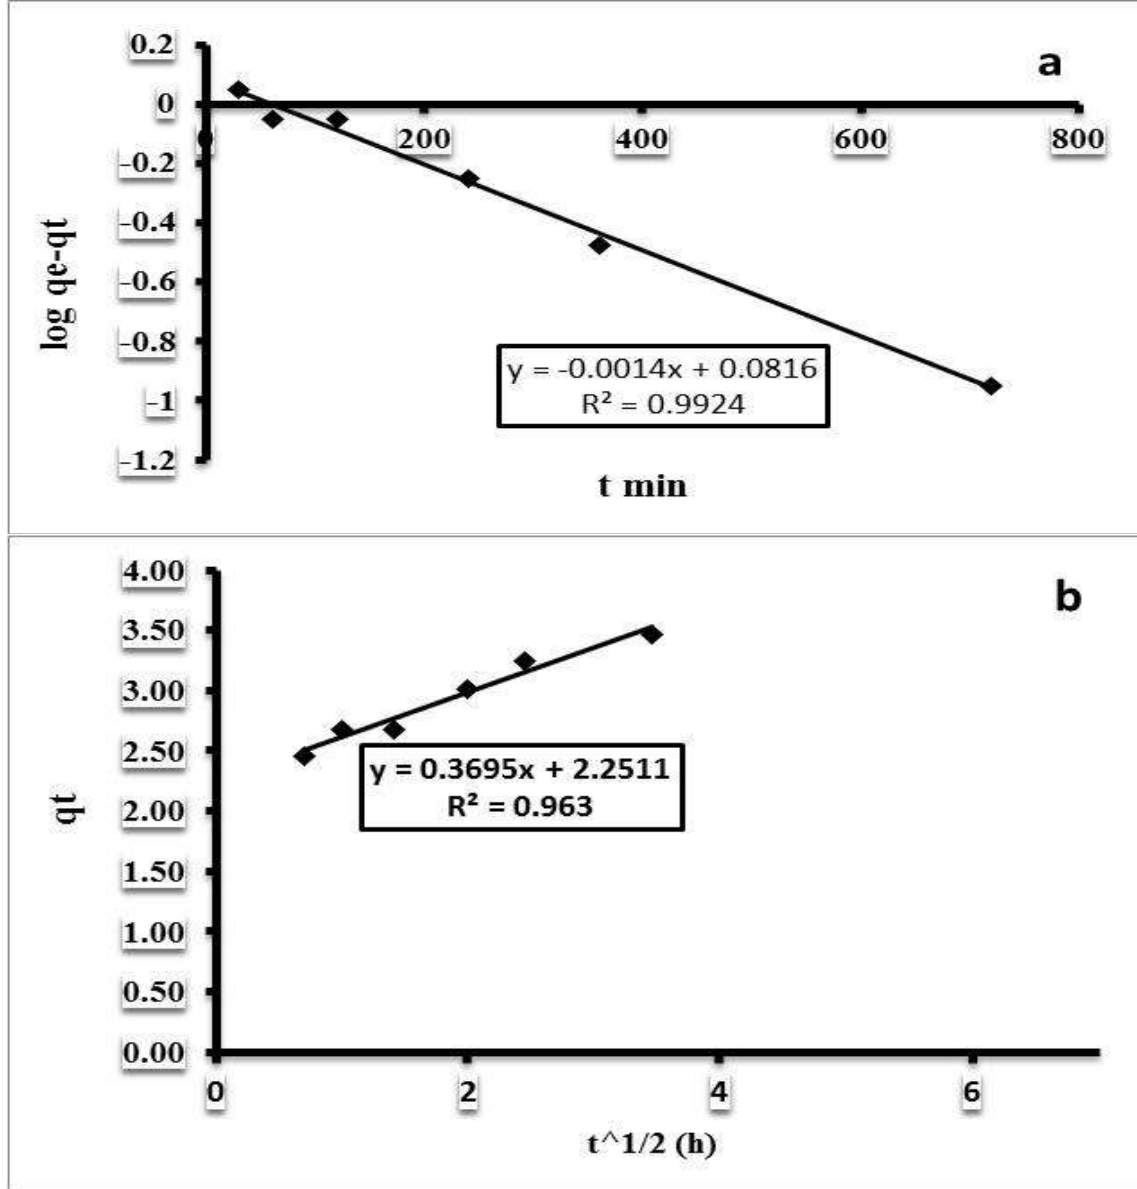 a
0.2
0
0 200 400 600 800
-0.2
-0.4
-0.6
-0.8
-1
-1.2
log qe-qt
y = -0.0014x + 0.0816
R² = 0.9924
t min
b
4.00
3.50
3.00
2.50
2.00
1.50
1.00
0.50
0.00
qt
y = 0.3695x + 2.2511
R² = 0.963
0 2 4 6
t^1/2 (h)